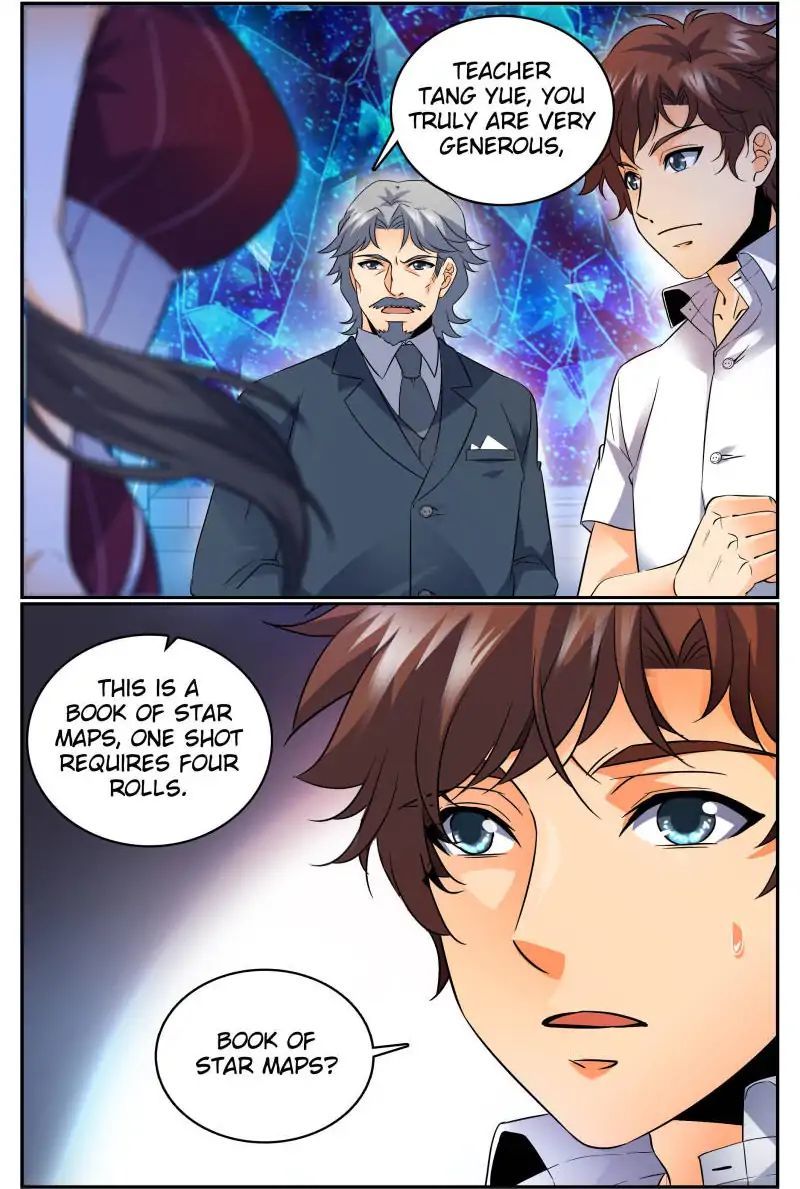 TEACHER
TANG YUE, YOU
TRULY ARE VERY
GENEROUS,
THIS IS A
BOOK OF STAR
MAPS, ONE SHOT
REQUIRES FOUR
ROLLS.
BOOK OF
STAR MAPS?